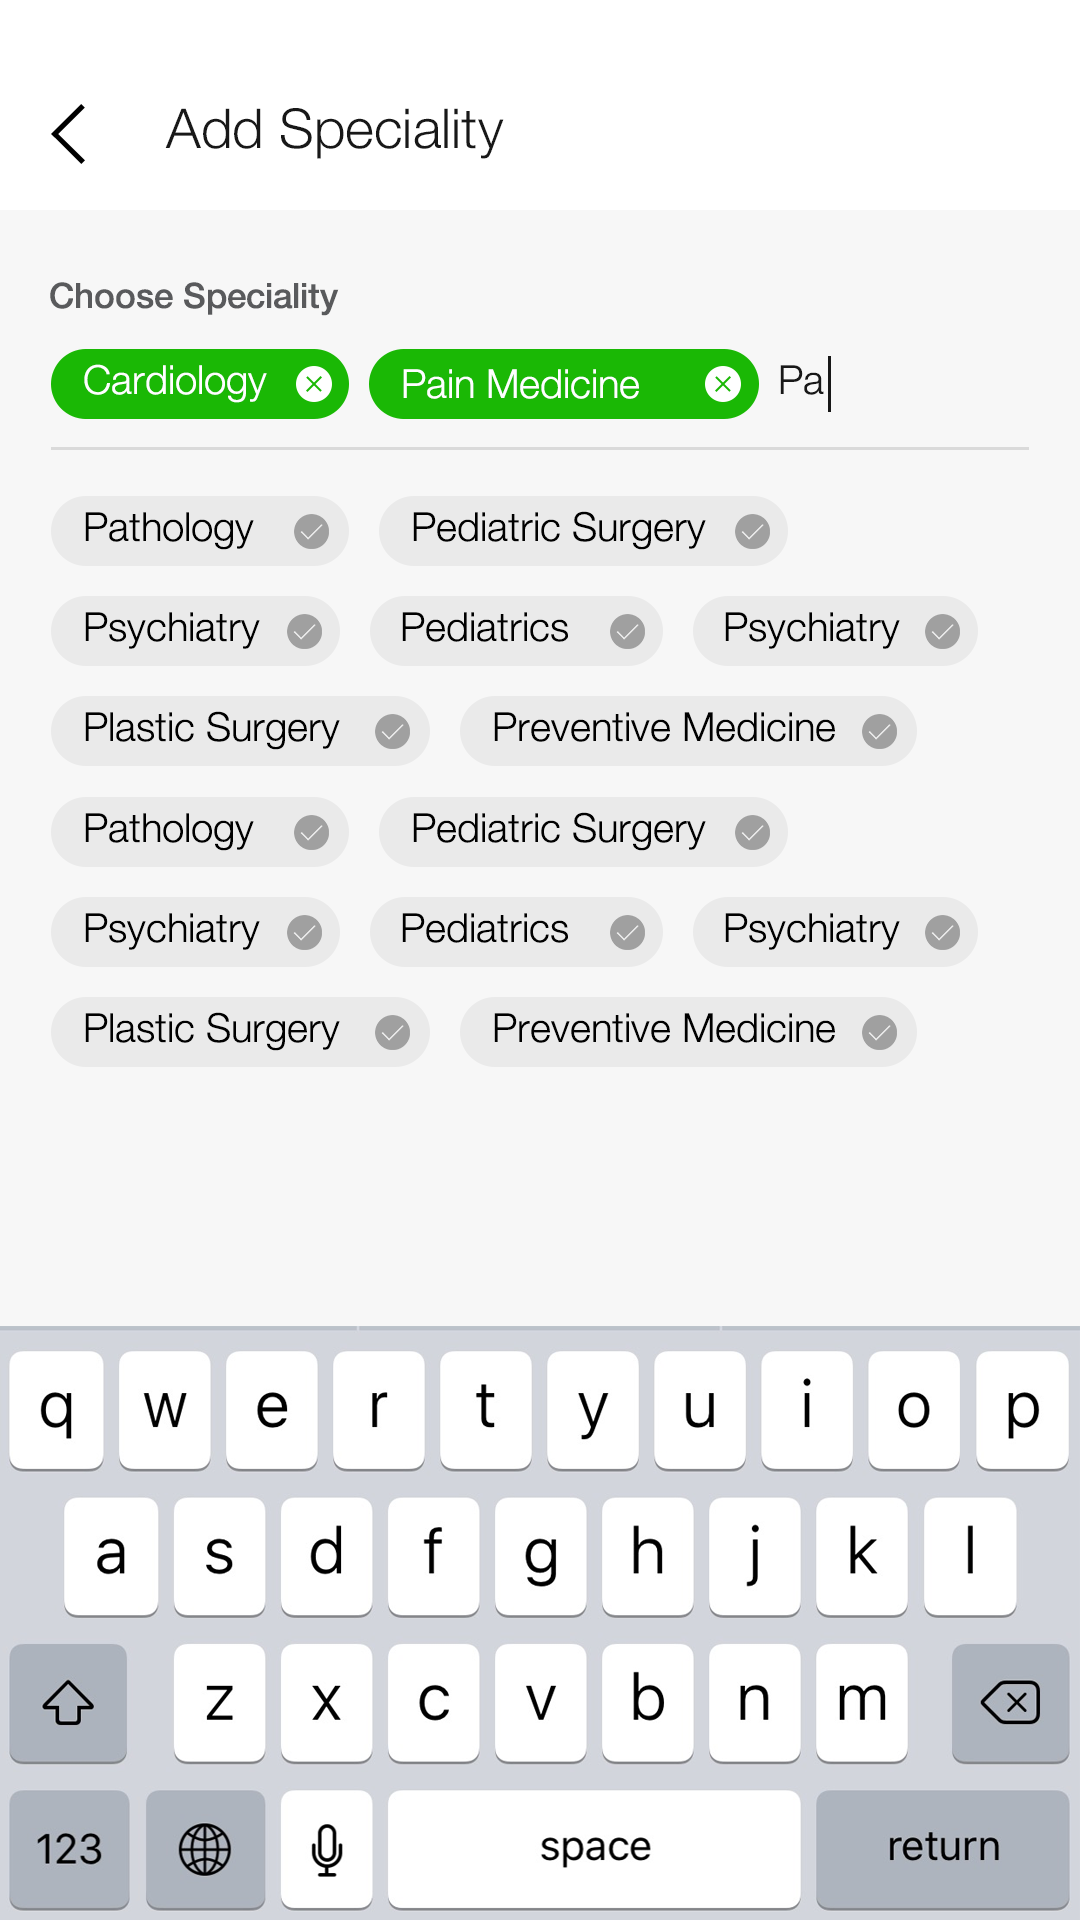 Add Speciality
Choose Speciality
Cardiology Pain Medicine Pa
Pathology Pediatric Surgery
Psychiatry Pediatrics Psychiatry
Plastic Surgery Preventive Medicine
Pathology Pediatric Surgery
Psychiatry Pediatrics Psychiatry
Plastic Surgery Preventive Medicine
q w e r t y u i o p
a s d f g h j k l
z x c v b n m
123 space return